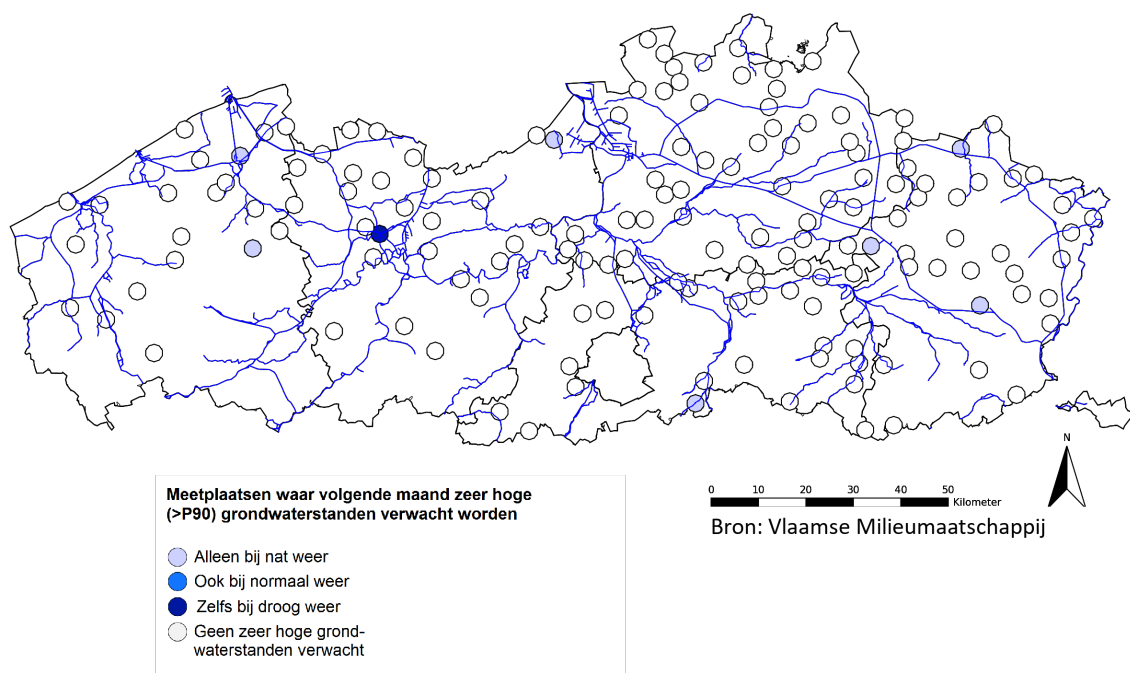 N
0 10 20 30 40 50
Kilometer
Bron: Vlaamse Milieumaatschappij
Meetplaatsen waar volgende maand zeer hoge
(>P90) grondwaterstanden verwacht worden
Alleen bij nat weer
Ook bij normaal weer
Zelfs bij droog weer
Geen zeer hoge grond-
waterstanden verwacht